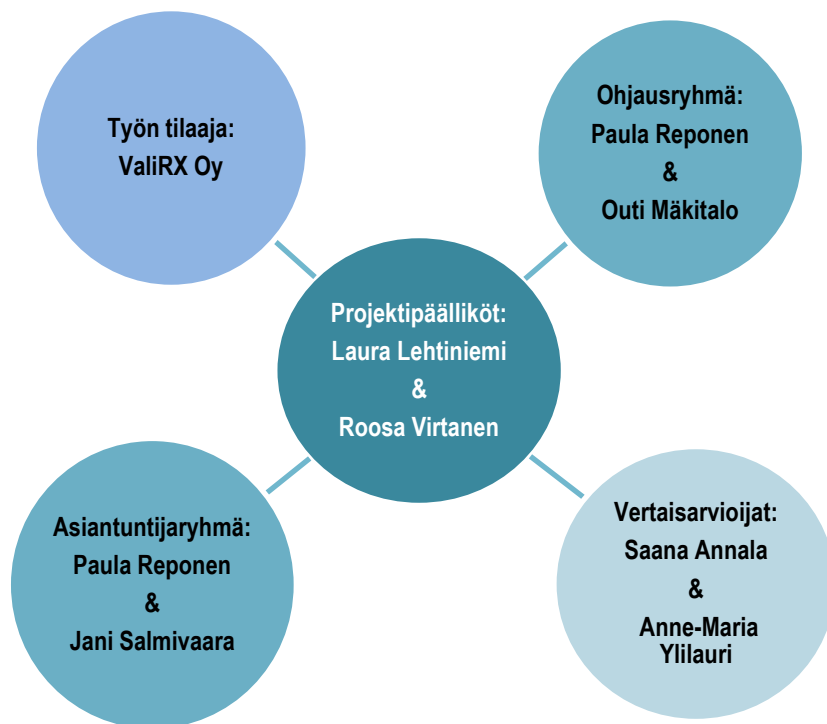 Työn tilaaja:
ValiRX Oy
Ohjausryhmä:
Paula Reponen
&
Outi Mäkitalo
Projektipäälliköt:
Laura Lehtiniemi
&
Roosa Virtanen
Asiantuntijaryhmä:
Paula Reponen
&
Jani Salmivaara
Vertaisarvioijat:
Saana Annala
&
Anne-Maria
Ylilauri